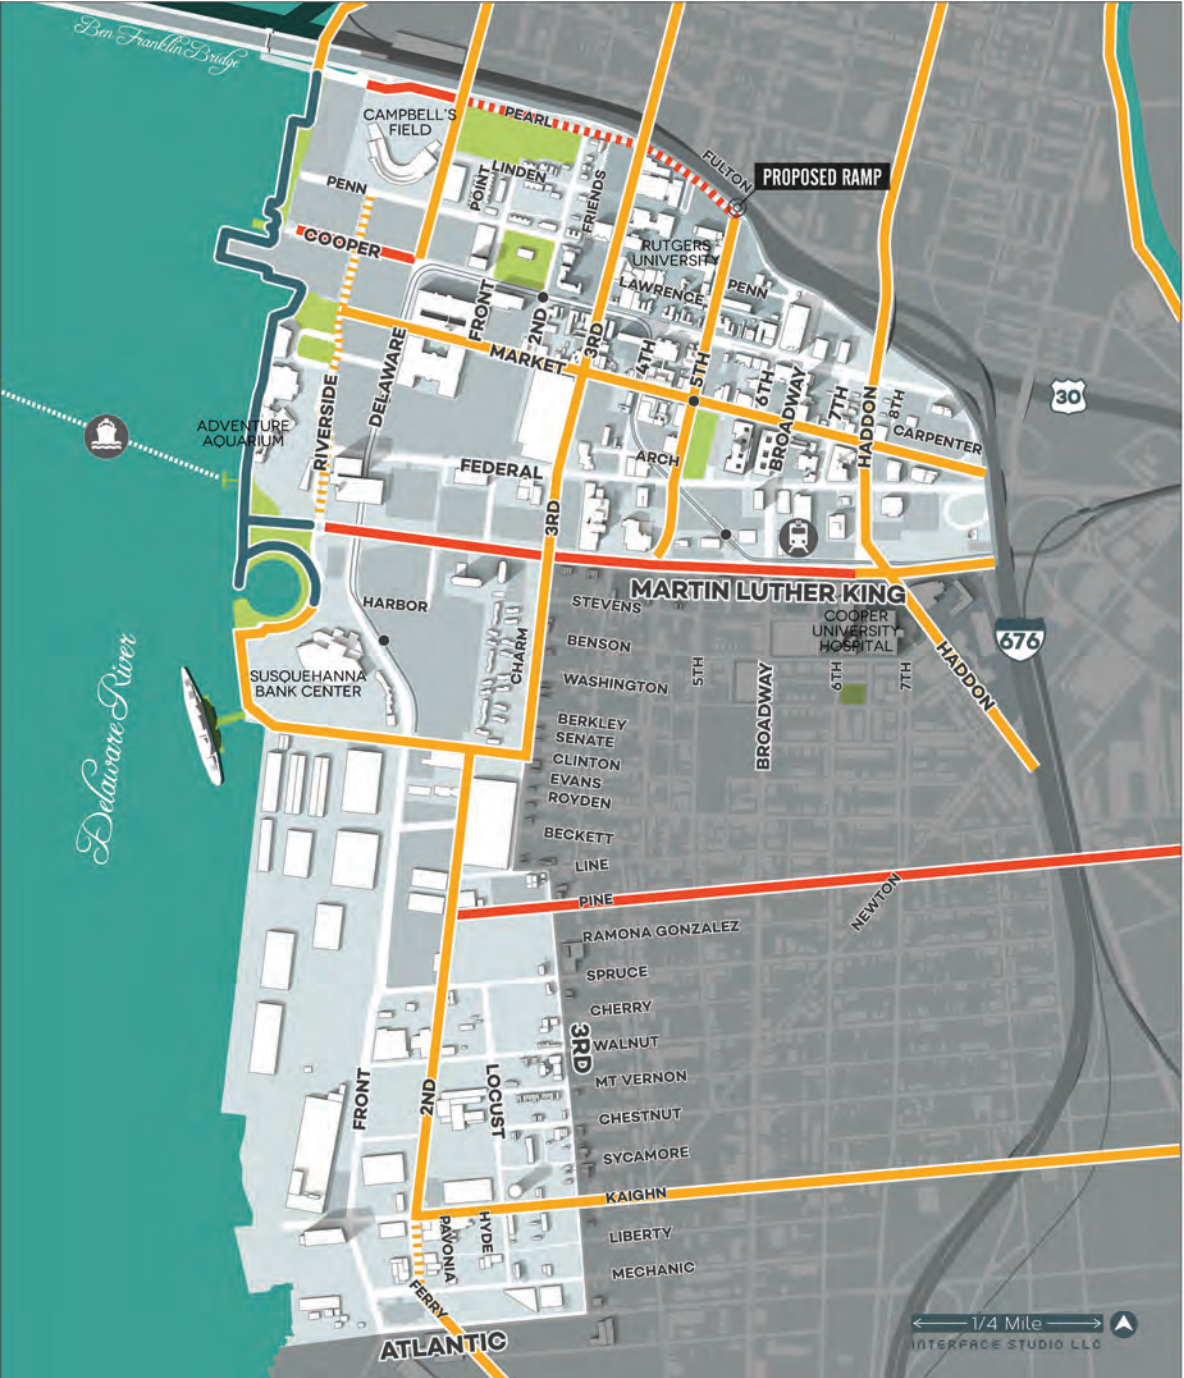 Ben Franklin Bridge
CAMPBELL'S
FIELD
PEARL
FULTON
PROPOSED RAMP
LINDEN
POINT
FRIENDS
PENN
COOPER
RUTGERS
UNIVERSITY
LAWRENCE
PENN
FRONT
2ND
3RD
MARKET
DELAWARE
4TH
5TH
6TH
BROADWAY
7TH
HADDON
8TH
CARPENTER
30
ADVENTURE
AQUARIUM
RIVERSIDE
FEDERAL
ARCH
3RD
MARTIN LUTHER KING
HARBOR
CHARM
STEVENS
BENSON
WASHINGTON
5TH
BROADWAY
6TH
7TH
COOPER
UNIVERSITY
HOSPITAL
HADDON
676
SUSQUEHANNA
BANK CENTER
Delaware River
BERKLEY
SENATE
CLINTON
EVANS
ROYDEN
BECKETT
LINE
PINE
NEWTON
RAMONA GONZALEZ
SPRUCE
CHERRY
3RD
WALNUT
MT VERNON
CHESTNUT
SYCAMORE
FRONT
2ND
LOCUST
KAIGHN
PAVONIA
HYDE
LIBERTY
MECHANIC
FERRY
ATLANTIC
1/4 Mile
INTERFACE STUDIO LLC